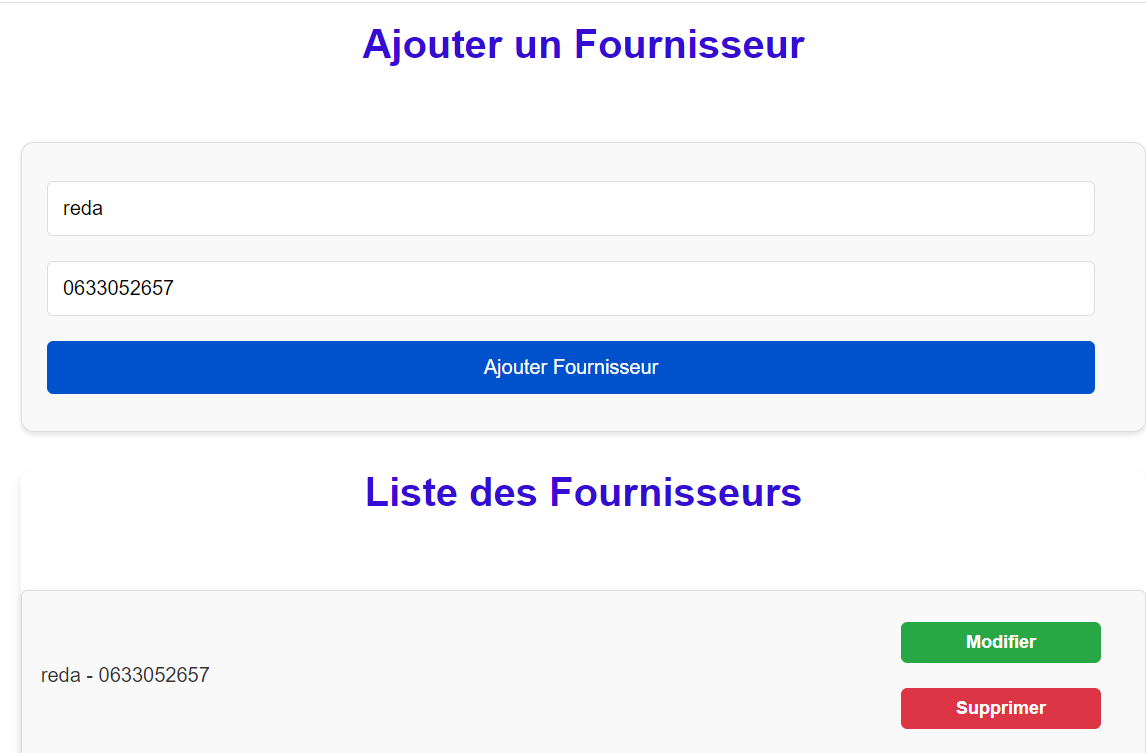 Ajouter un Fournisseur
reda
0633052657
Ajouter Fournisseur
Liste des Fournisseurs
reda - 0633052657
Modifier
Supprimer